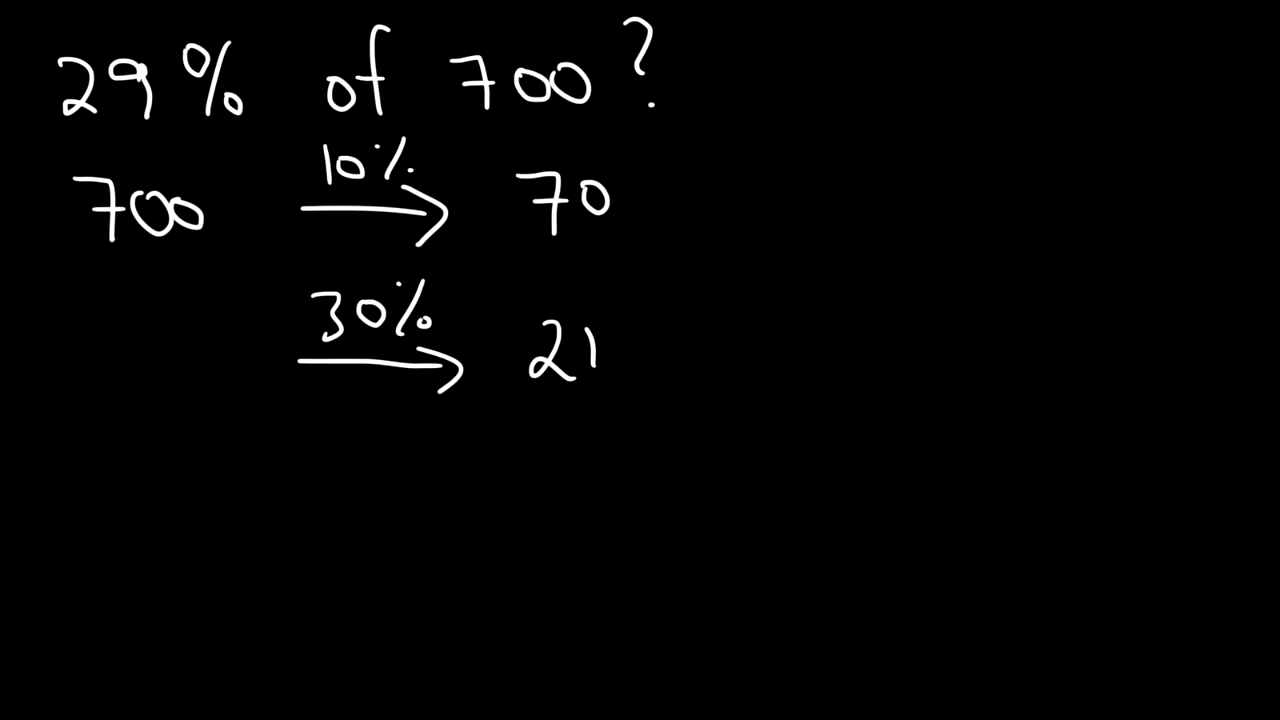 29% of 700?
700 10% → 70
30% → 21